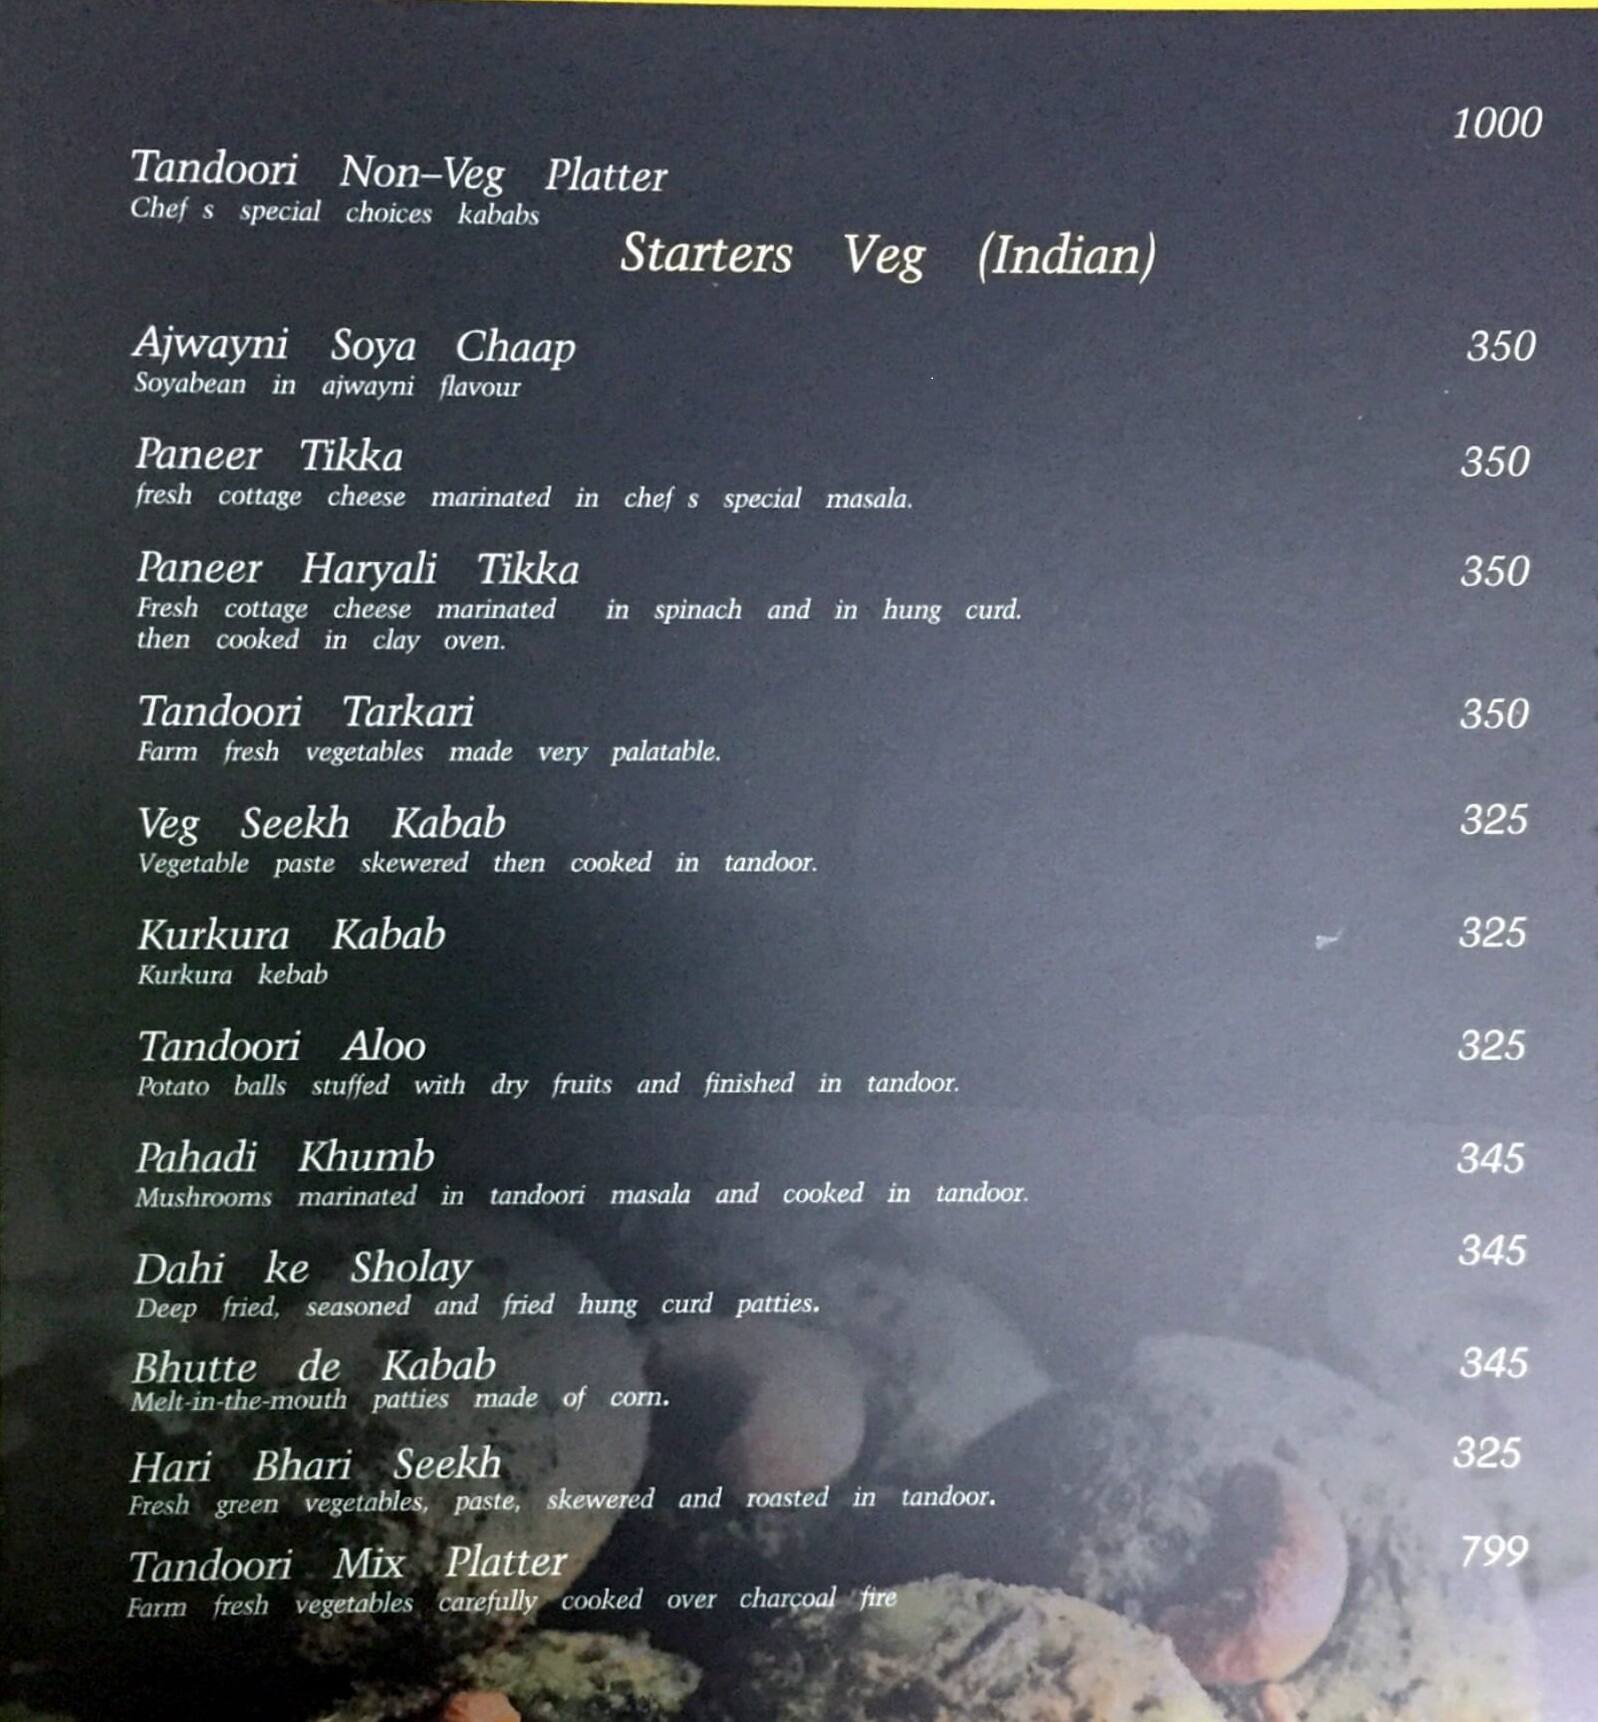 1000
Tandoori Non-Veg Platter
Chef s special choices kababs
Starters Veg (Indian)
Ajwayni Soya Chaap 350
Soyabean in ajwayni flavour
Paneer Tikka 350
fresh cottage cheese marinated in chef s special masala.
Paneer Haryali Tikka 350
Fresh cottage cheese marinated in spinach and in hung curd.
then cooked in clay oven.
Tandoori Tarkari 350
Farm fresh vegetables made very palatable.
Veg Seekh Kabab 325
Vegetable paste skewered then cooked in tandoor.
Kurkura Kabab 325
Kurkura kebab
Tandoori Aloo 325
Potato balls stuffed with dry fruits and finished in tandoor.
Pahadi Khumb 345
Mushrooms marinated in tandoori masala and cooked in tandoor.
Dahi ke Sholay 345
Deep fried, seasoned and fried hung curd patties.
Bhutte de Kabab 345
Melt-in-the-mouth patties made of corn.
Hari Bhari Seekh 325
Fresh green vegetables, paste, skewered and roasted in tandoor.
Tandoori Mix Platter 799
Farm fresh vegetables carefully cooked over charcoal fire